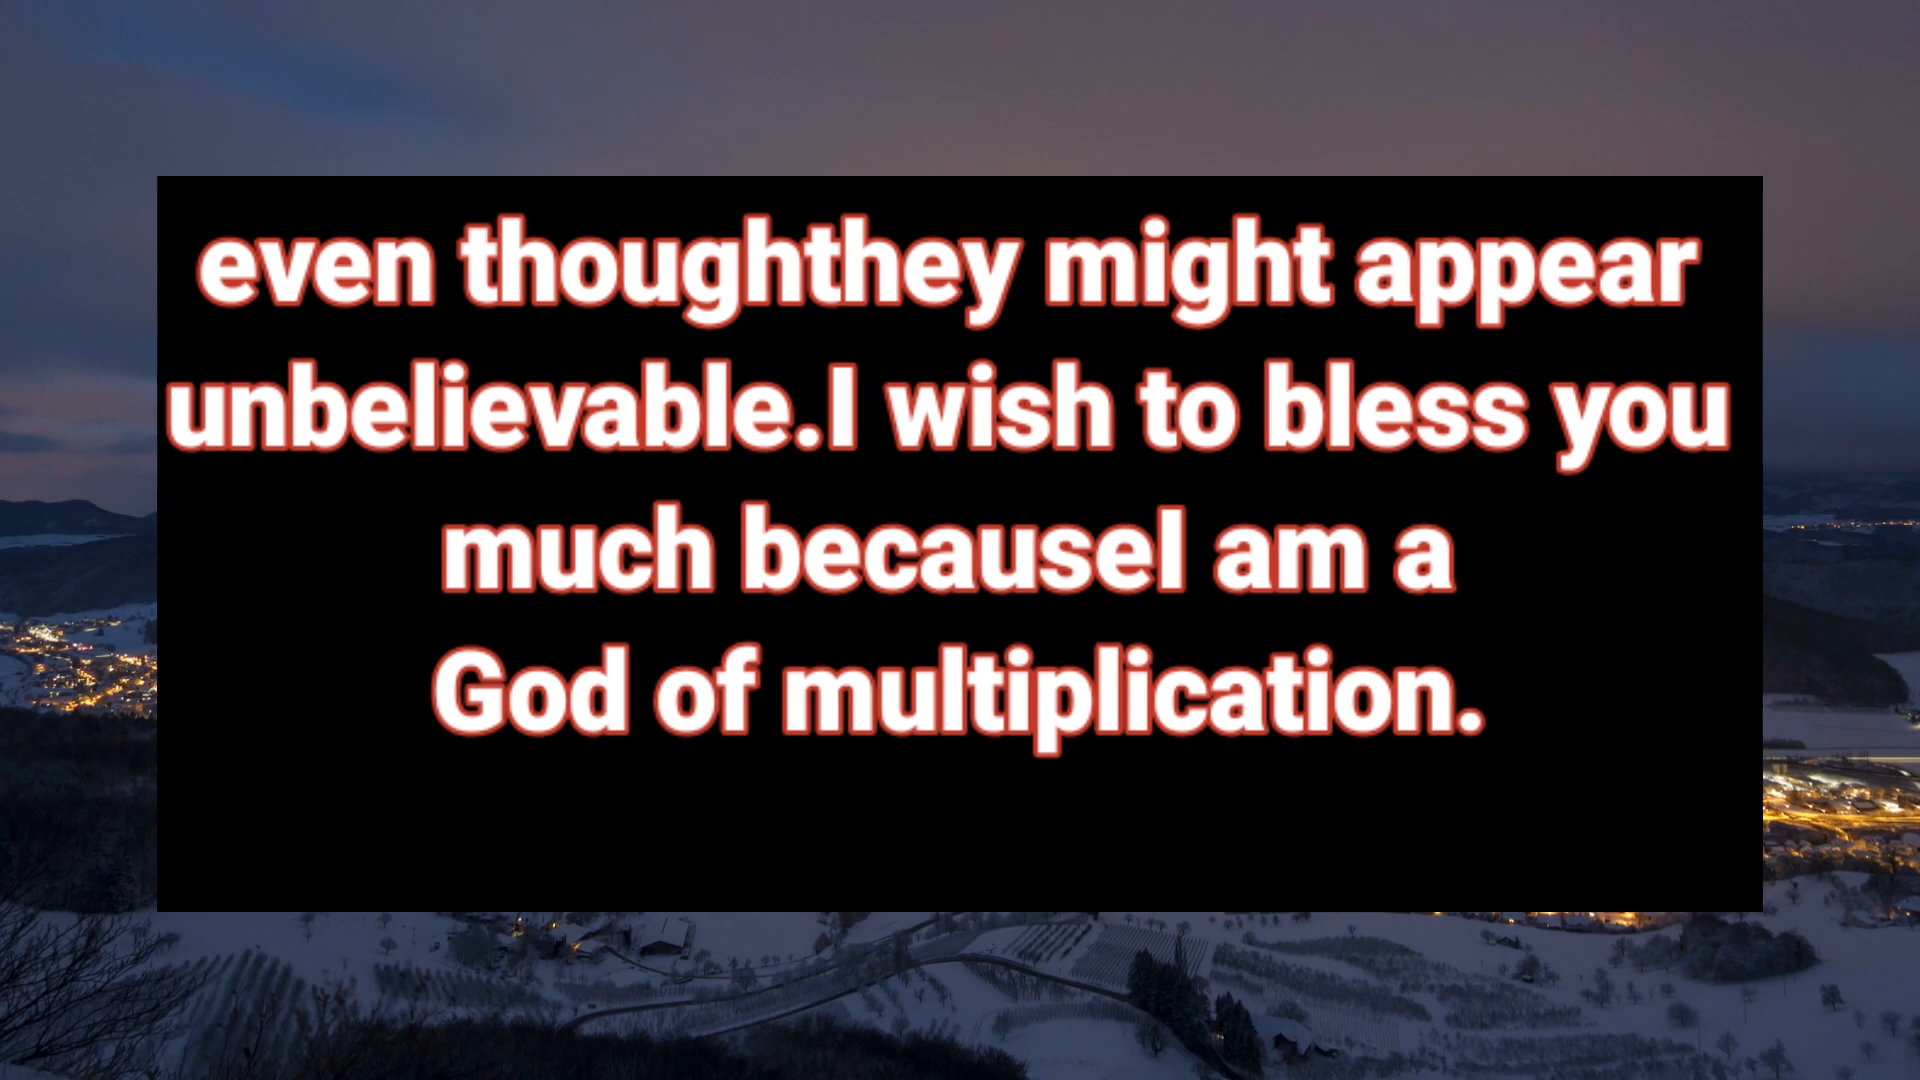 even thoughthey might appear
unbelievable.I wish to bless you
much becauseI am a
God of multiplication.